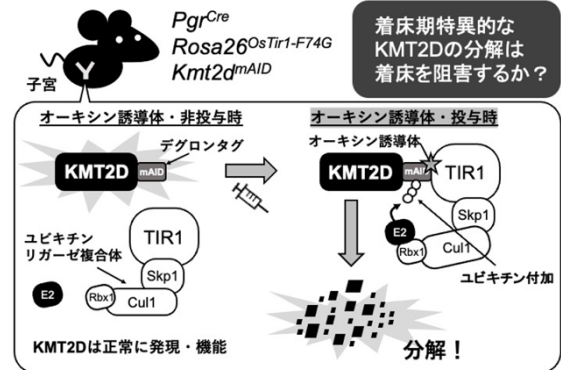 Pgr^Cre
Rosa26^OsTir1-F74G
Kmt2d^mAID
着床期特異的な
KMT2Dの分解は
着床を阻害するか？
子宮
オーキシン誘導体・非投与時
デグロンタグ
KMT2D
mAID
ユビキチン
リガーゼ複合体
TIR1
Skp1
E2
Rbx1
Cul1
KMT2Dは正常に発現・機能
オーキシン誘導体・投与時
オーキシン誘導体
KMT2D
mAID
TIR1
Skp1
E2
Rbx1
Cul1
ユビキチン付加
分解！